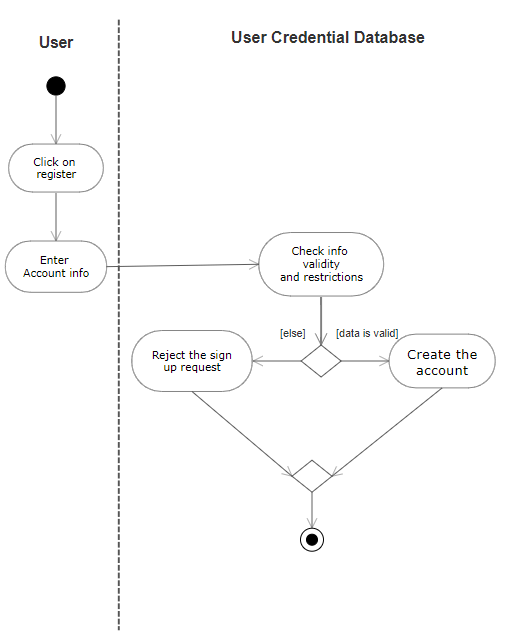 User
User Credential Database
Click on
register
Enter
Account info
Check info
validity
and restrictions
[else]
[data is valid]
Reject the sign
up request
Create the
account